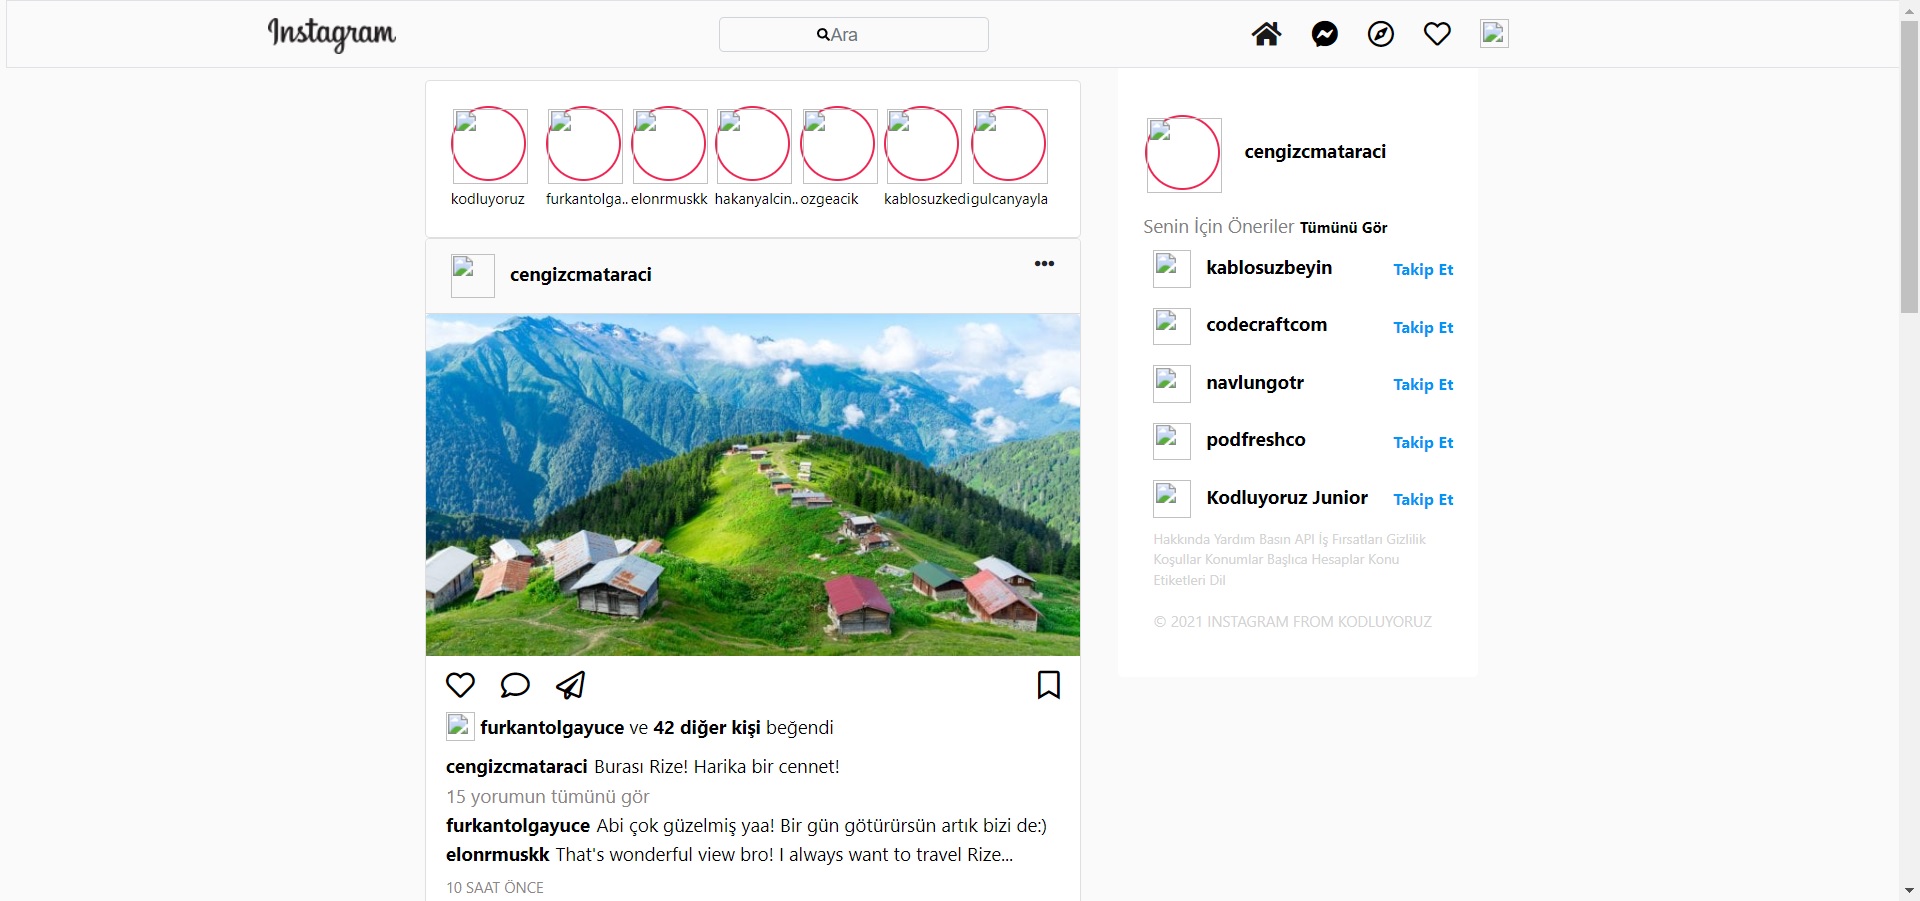 Instagram
Ara
kodluyoruz furkantolga.. elonrmuskk hakanyalcin.. ozgeacik kablosuzkedi gulcanyayla
cengizcmataraci
furkantolgayuce ve 42 diğer kişi beğendi
cengizcmataraci Burası Rize! Harika bir cennet!
15 yorumun tümünü gör
furkantolgayuce Abi çok güzelmiş yaa! Bir gün götürürsün artık bizi de:)
elonrmuskk That's wonderful view bro! I always want to travel Rize...
10 SAAT ÖNCE
cengizcmataraci
Senin İçin Öneriler Tümünü Gör
kablosuzbeyin Takip Et
codecraftcom Takip Et
navlungotr Takip Et
podfreshco Takip Et
Kodluyoruz Junior Takip Et
Hakkında Yardım Basın API İş Fırsatları Gizlilik
Koşullar Konumlar Başlıca Hesaplar Konu
Etiketleri Dil
© 2021 INSTAGRAM FROM KODLUYORUZ